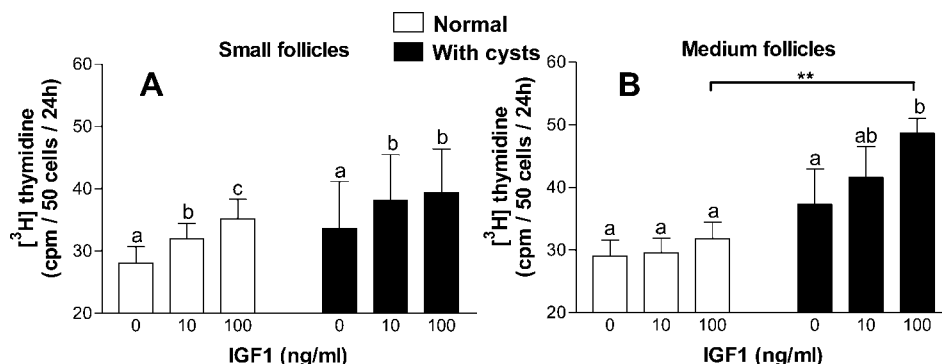 Normal
With cysts
Small follicles
Medium follicles
A
B
[³H] thymidine
(cpm / 50 cells / 24h)
60
50
40
30
20
a
b
c
a
b
b
0
10
100
0
10
100
IGF1 (ng/ml)
[³H] thymidine
(cpm / 50 cells / 24h)
60
50
40
30
20
**
a
a
a
a
ab
b
0
10
100
0
10
100
IGF1 (ng/ml)